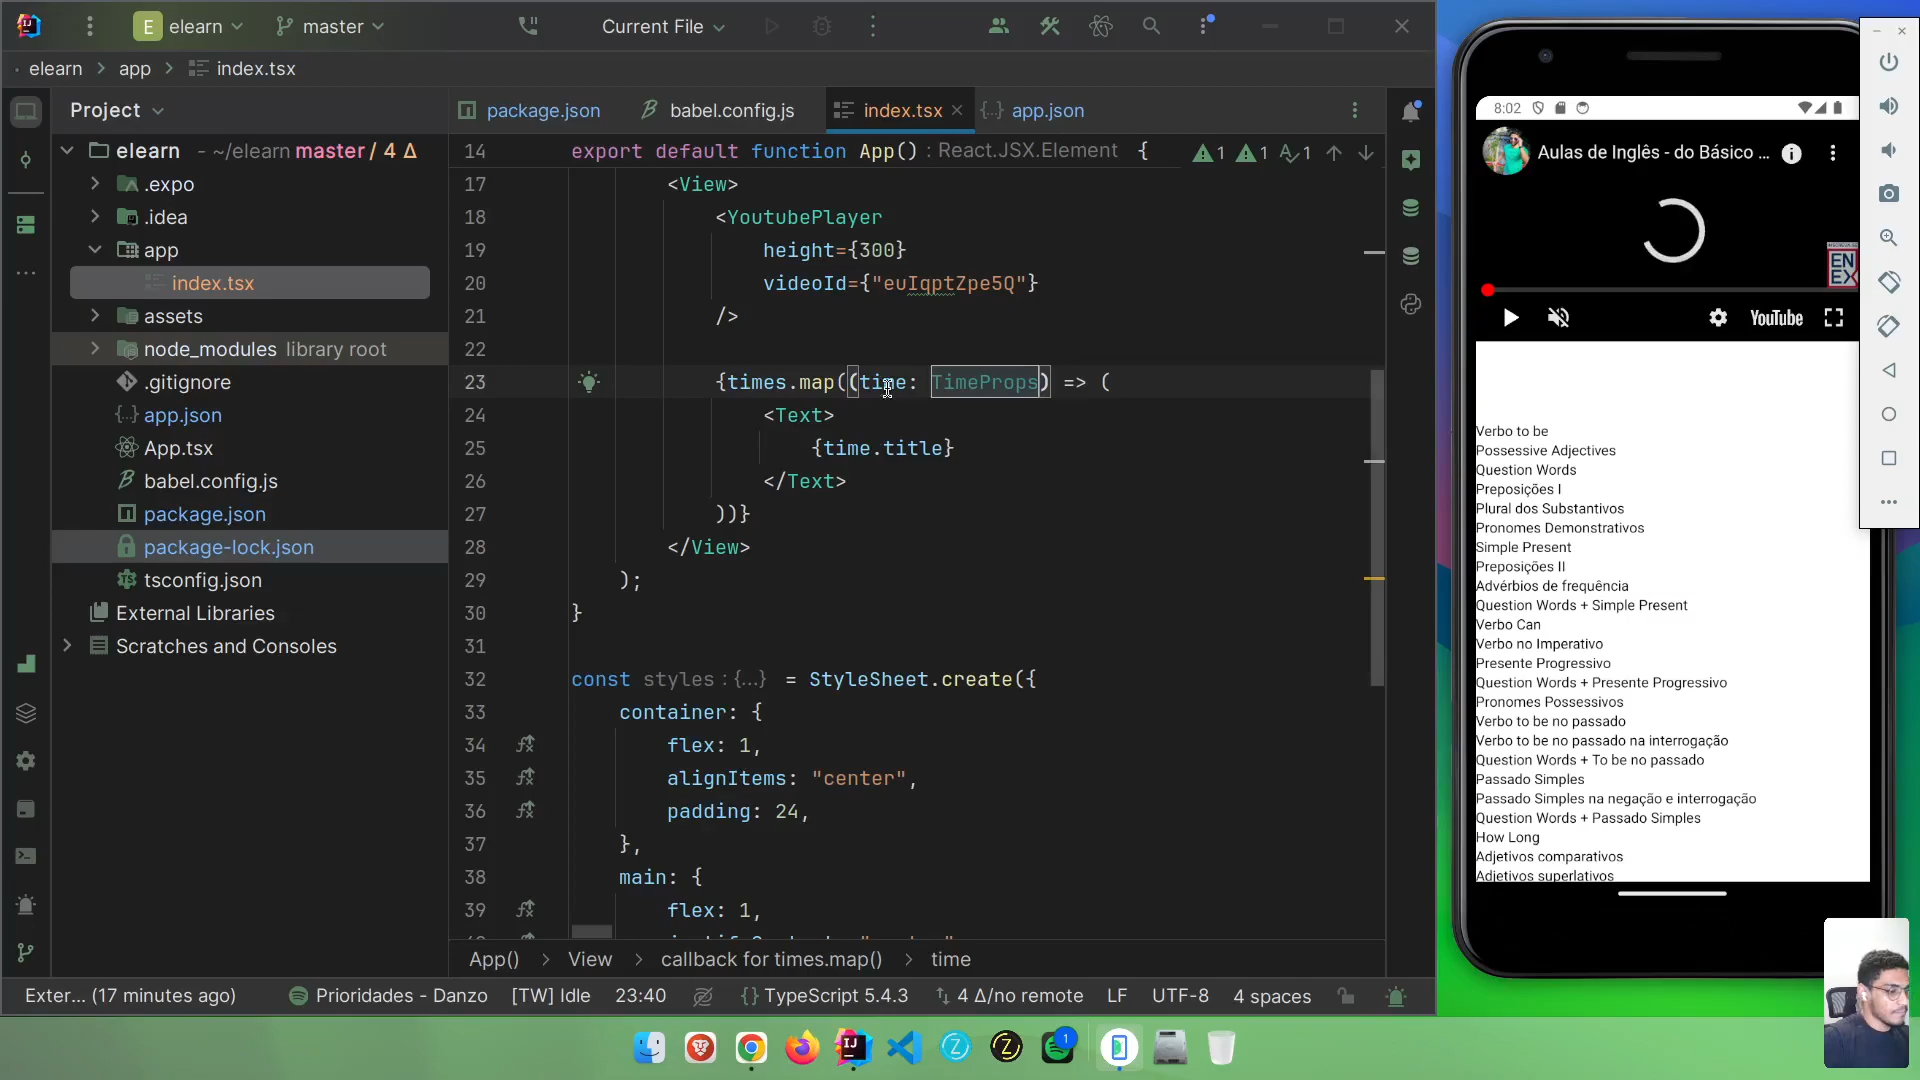 E elearn master Current File
elearn app index.tsx
Project
package.json babel.config.js index.tsx app.json
elearn - ~/elearn master / 4 Δ
.expo
.idea
app
index.tsx
assets
node_modules library root
.gitignore
app.json
App.tsx
babel.config.js
package.json
package-lock.json
tsconfig.json
External Libraries
Scratches and Consoles
14 export default function App() : React.JSX.Element {
1 1 1
17 <View>
18 <YoutubePlayer
19 height={300}
20 videoId={"euIqptZpe5Q"}
21 />
22
23 {times.map((time: TimeProps) => (
24 <Text>
25 {time.title}
26 </Text>
27 ))}
28 </View>
29 );
30 }
31
32 const styles : {...} = StyleSheet.create({
33 container: {
34 flex: 1,
35 alignItems: "center",
36 padding: 24,
37 },
38 main: {
39 flex: 1,
App() View callback for times.map() time
Exter... (17 minutes ago) Prioridades - Danzo [TW] Idle 23:40 {} TypeScript 5.4.3 4 Δ/no remote LF UTF-8 4 spaces
8:02
Aulas de Inglês - do Básico ...
YouTube
Verbo to be
Possessive Adjectives
Question Words
Preposições I
Plural dos Substantivos
Pronomes Demonstrativos
Simple Present
Preposições II
Advérbios de frequência
Question Words + Simple Present
Verbo Can
Verbo no Imperativo
Presente Progressivo
Question Words + Presente Progressivo
Pronomes Possessivos
Verbo to be no passado
Verbo to be no passado na interrogação
Question Words + To be no passado
Passado Simples
Passado Simples na negação e interrogação
Question Words + Passado Simples
How Long
Adjetivos comparativos
Adjetivos superlativos